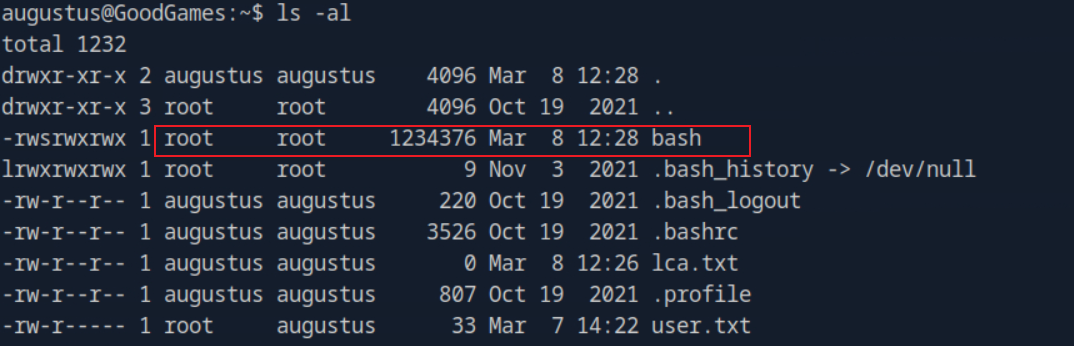 augustus@GoodGames:~$ ls -al
total 1232
drwxr-xr-x 2 augustus augustus    4096 Mar  8 12:28 .
drwxr-xr-x 3 root     root        4096 Oct 19  2021 ..
-rwsrwxrwx 1 root     root     1234376 Mar  8 12:28 bash
lrwxrwxrwx 1 root     root           9 Nov  3  2021 .bash_history -> /dev/null
-rw-r--r-- 1 augustus augustus     220 Oct 19  2021 .bash_logout
-rw-r--r-- 1 augustus augustus    3526 Oct 19  2021 .bashrc
-rw-r--r-- 1 augustus augustus       0 Mar  8 12:26 lca.txt
-rw-r--r-- 1 augustus augustus     807 Oct 19  2021 .profile
-rw-r----- 1 root     augustus      33 Mar  7 14:22 user.txt